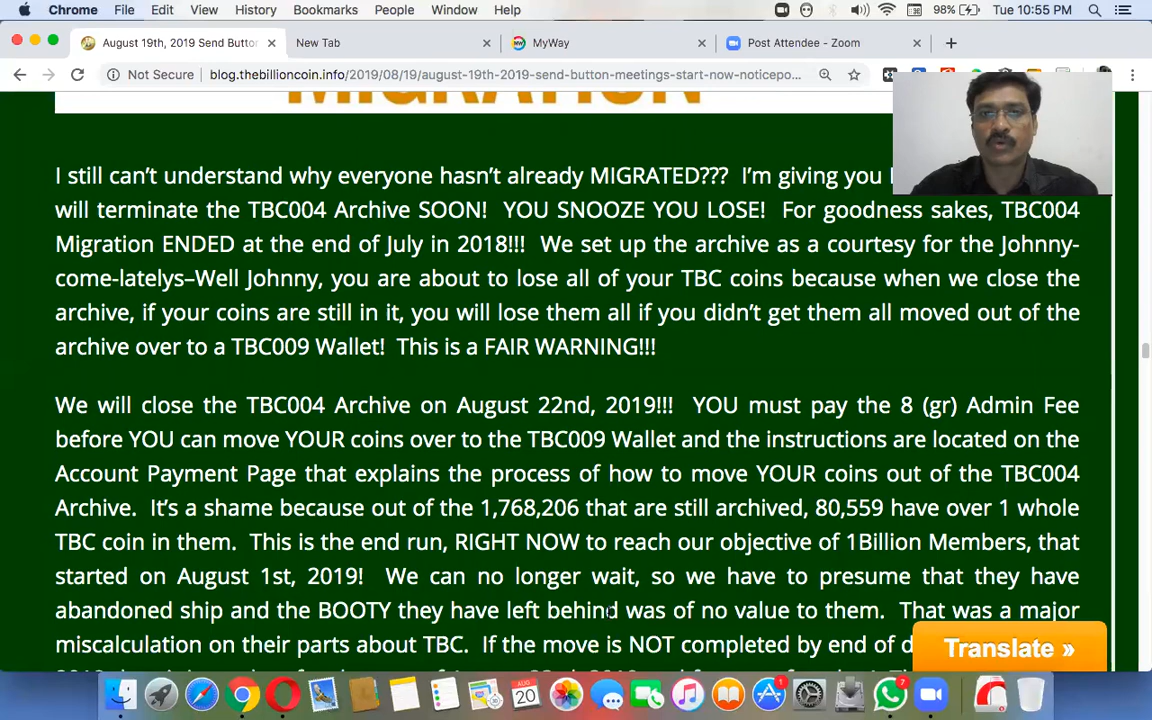 Chrome File Edit View History Bookmarks People Window Help 98% Tue 10:55 PM
August 19th, 2019 Send Butto New Tab MyWay Post Attendee - Zoom
Not Secure blog.thebillioncoin.info/2019/08/19/august-19th-2019-send-button-meetings-start-now-noticepo...
MIGRATION
I still can’t understand why everyone hasn’t already MIGRATED??? I’m giving you
will terminate the TBC004 Archive SOON! YOU SNOOZE YOU LOSE! For goodness sakes, TBC004
Migration ENDED at the end of July in 2018!!! We set up the archive as a courtesy for the Johnny-
come-latelys–Well Johnny, you are about to lose all of your TBC coins because when we close the
archive, if your coins are still in it, you will lose them all if you didn’t get them all moved out of the
archive over to a TBC009 Wallet! This is a FAIR WARNING!!!
We will close the TBC004 Archive on August 22nd, 2019!!! YOU must pay the 8 (gr) Admin Fee
before YOU can move YOUR coins over to the TBC009 Wallet and the instructions are located on the
Account Payment Page that explains the process of how to move YOUR coins out of the TBC004
Archive. It’s a shame because out of the 1,768,206 that are still archived, 80,559 have over 1 whole
TBC coin in them. This is the end run, RIGHT NOW to reach our objective of 1Billion Members, that
started on August 1st, 2019! We can no longer wait, so we have to presume that they have
abandoned ship and the BOOTY they have left behind was of no value to them. That was a major
miscalculation on their parts about TBC. If the move is NOT completed by end of
Translate »
AUG 20 7